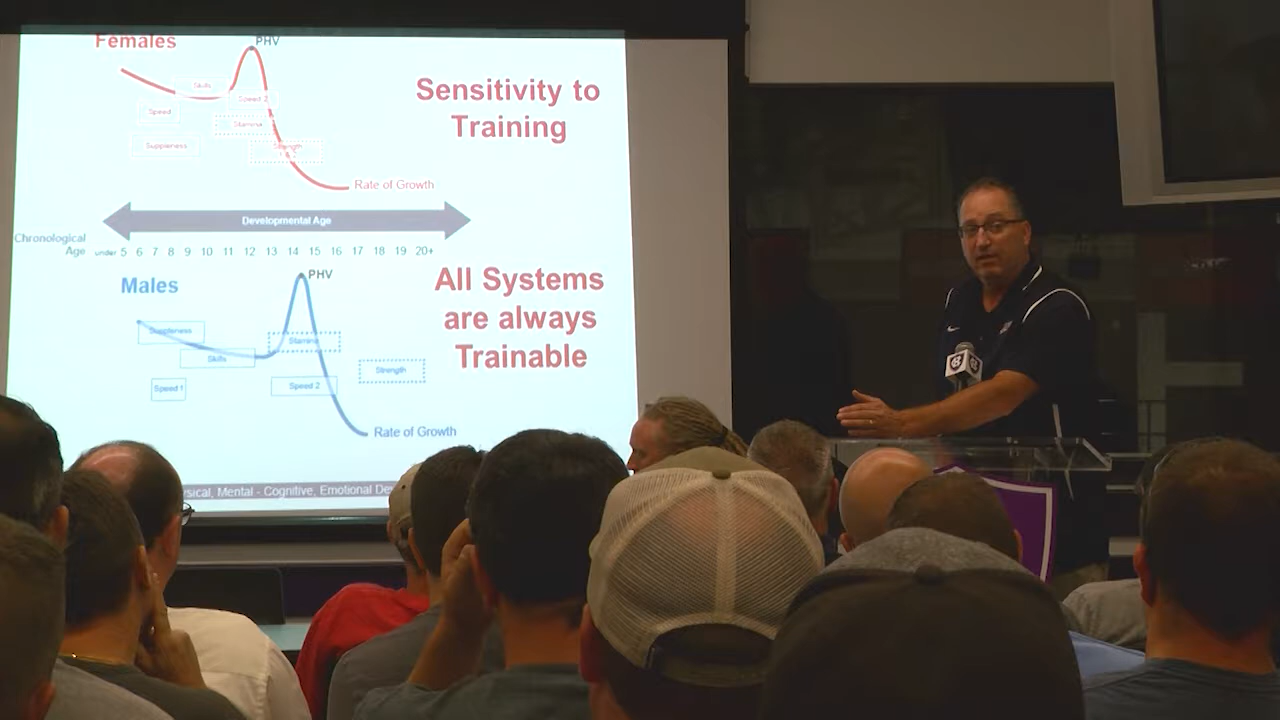 Females
PHV
Skills
Speed
Speed 2
Stamina
Suppleness
Strength
Rate of Growth
Sensitivity to
Training
Developmental Age
Chronological
Age
under 5 6 7 8 9 10 11 12 13 14 15 16 17 18 19 20+
Males
PHV
Suppleness
Stamina
Skills
Strength
Speed 1
Speed 2
Rate of Growth
All Systems
are always
Trainable
ysical, Mental - Cognitive, Emotional De